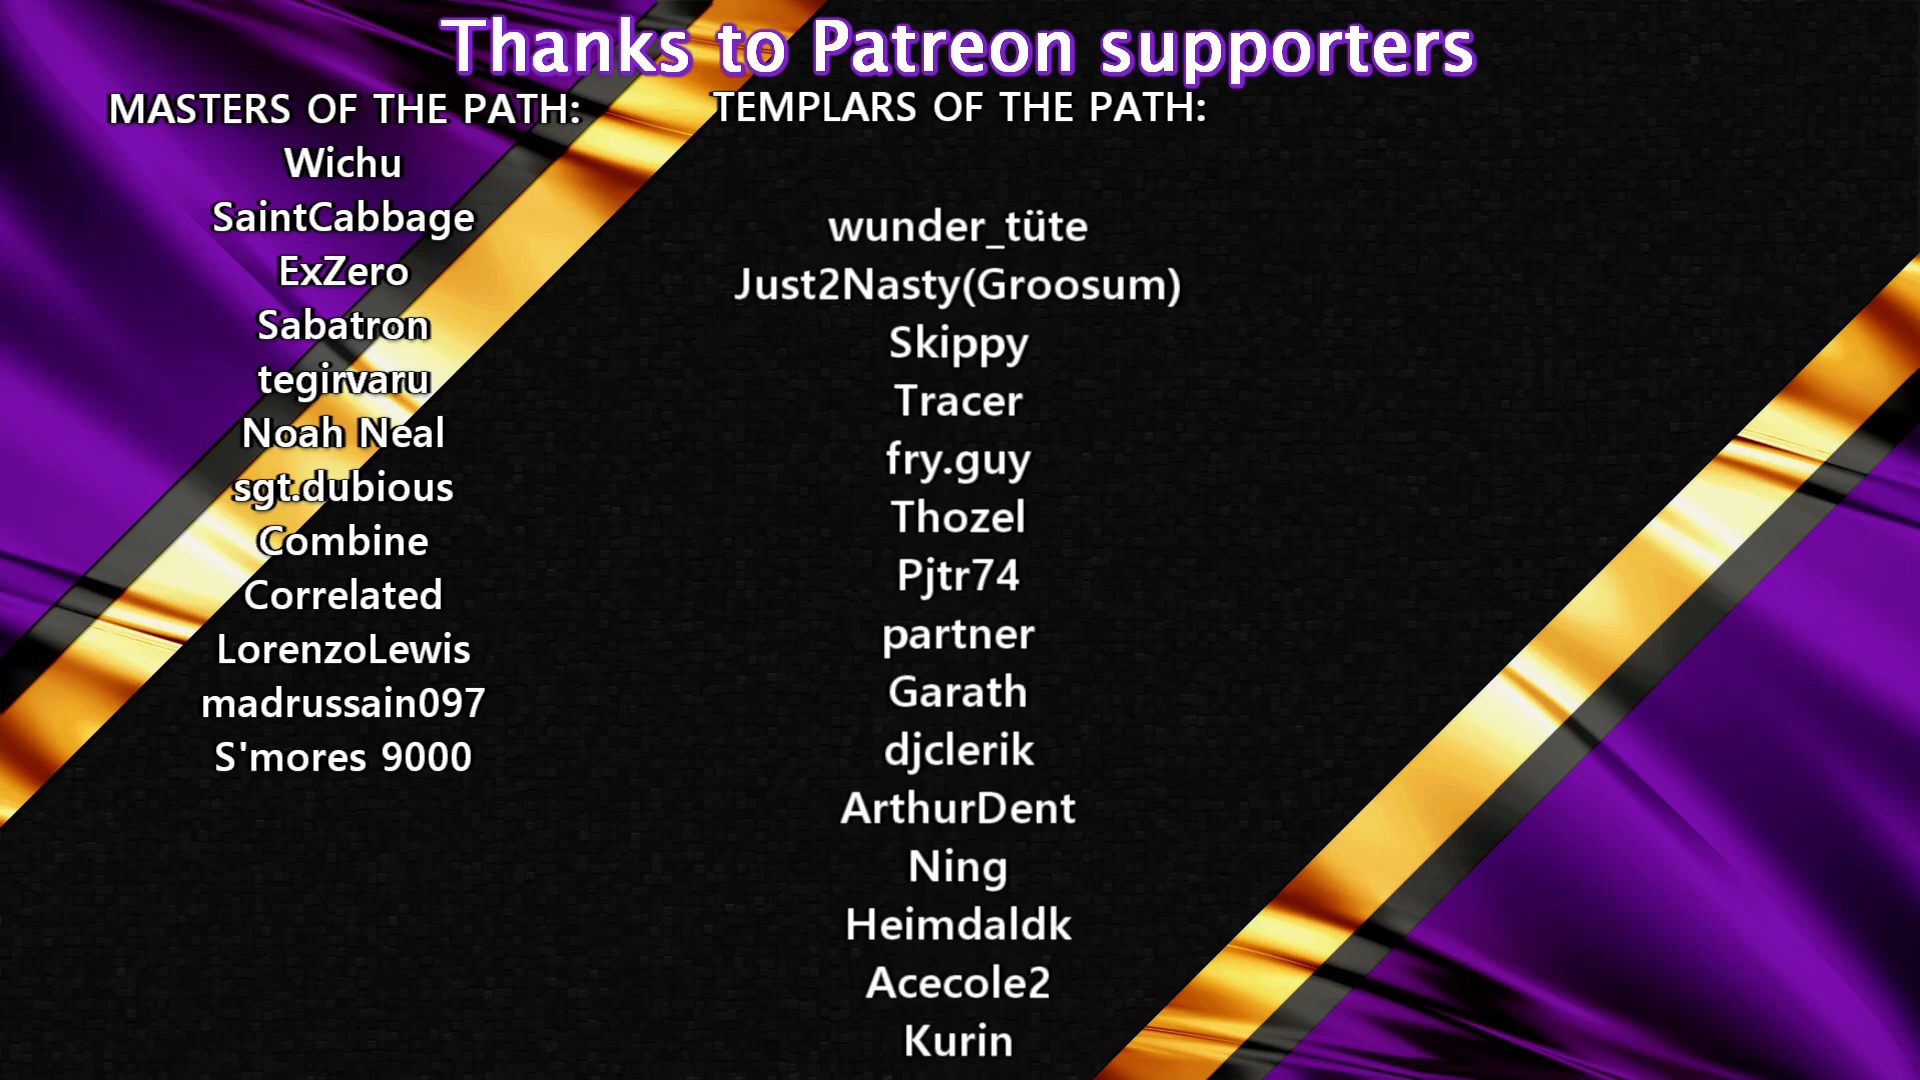 Thanks to Patreon supporters
MASTERS OF THE PATH:
Wichu
SaintCabbage
ExZero
Sabatron
tegirvaru
Noah Neal
sgt.dubious
Combine
Correlated
LorenzoLewis
madrussain097
S'mores 9000
TEMPLARS OF THE PATH:
wunder_tüte
Just2Nasty(Groosum)
Skippy
Tracer
fry.guy
Thozel
Pjtr74
partner
Garath
djclerik
ArthurDent
Ning
Heimdaldk
Acecole2
Kurin